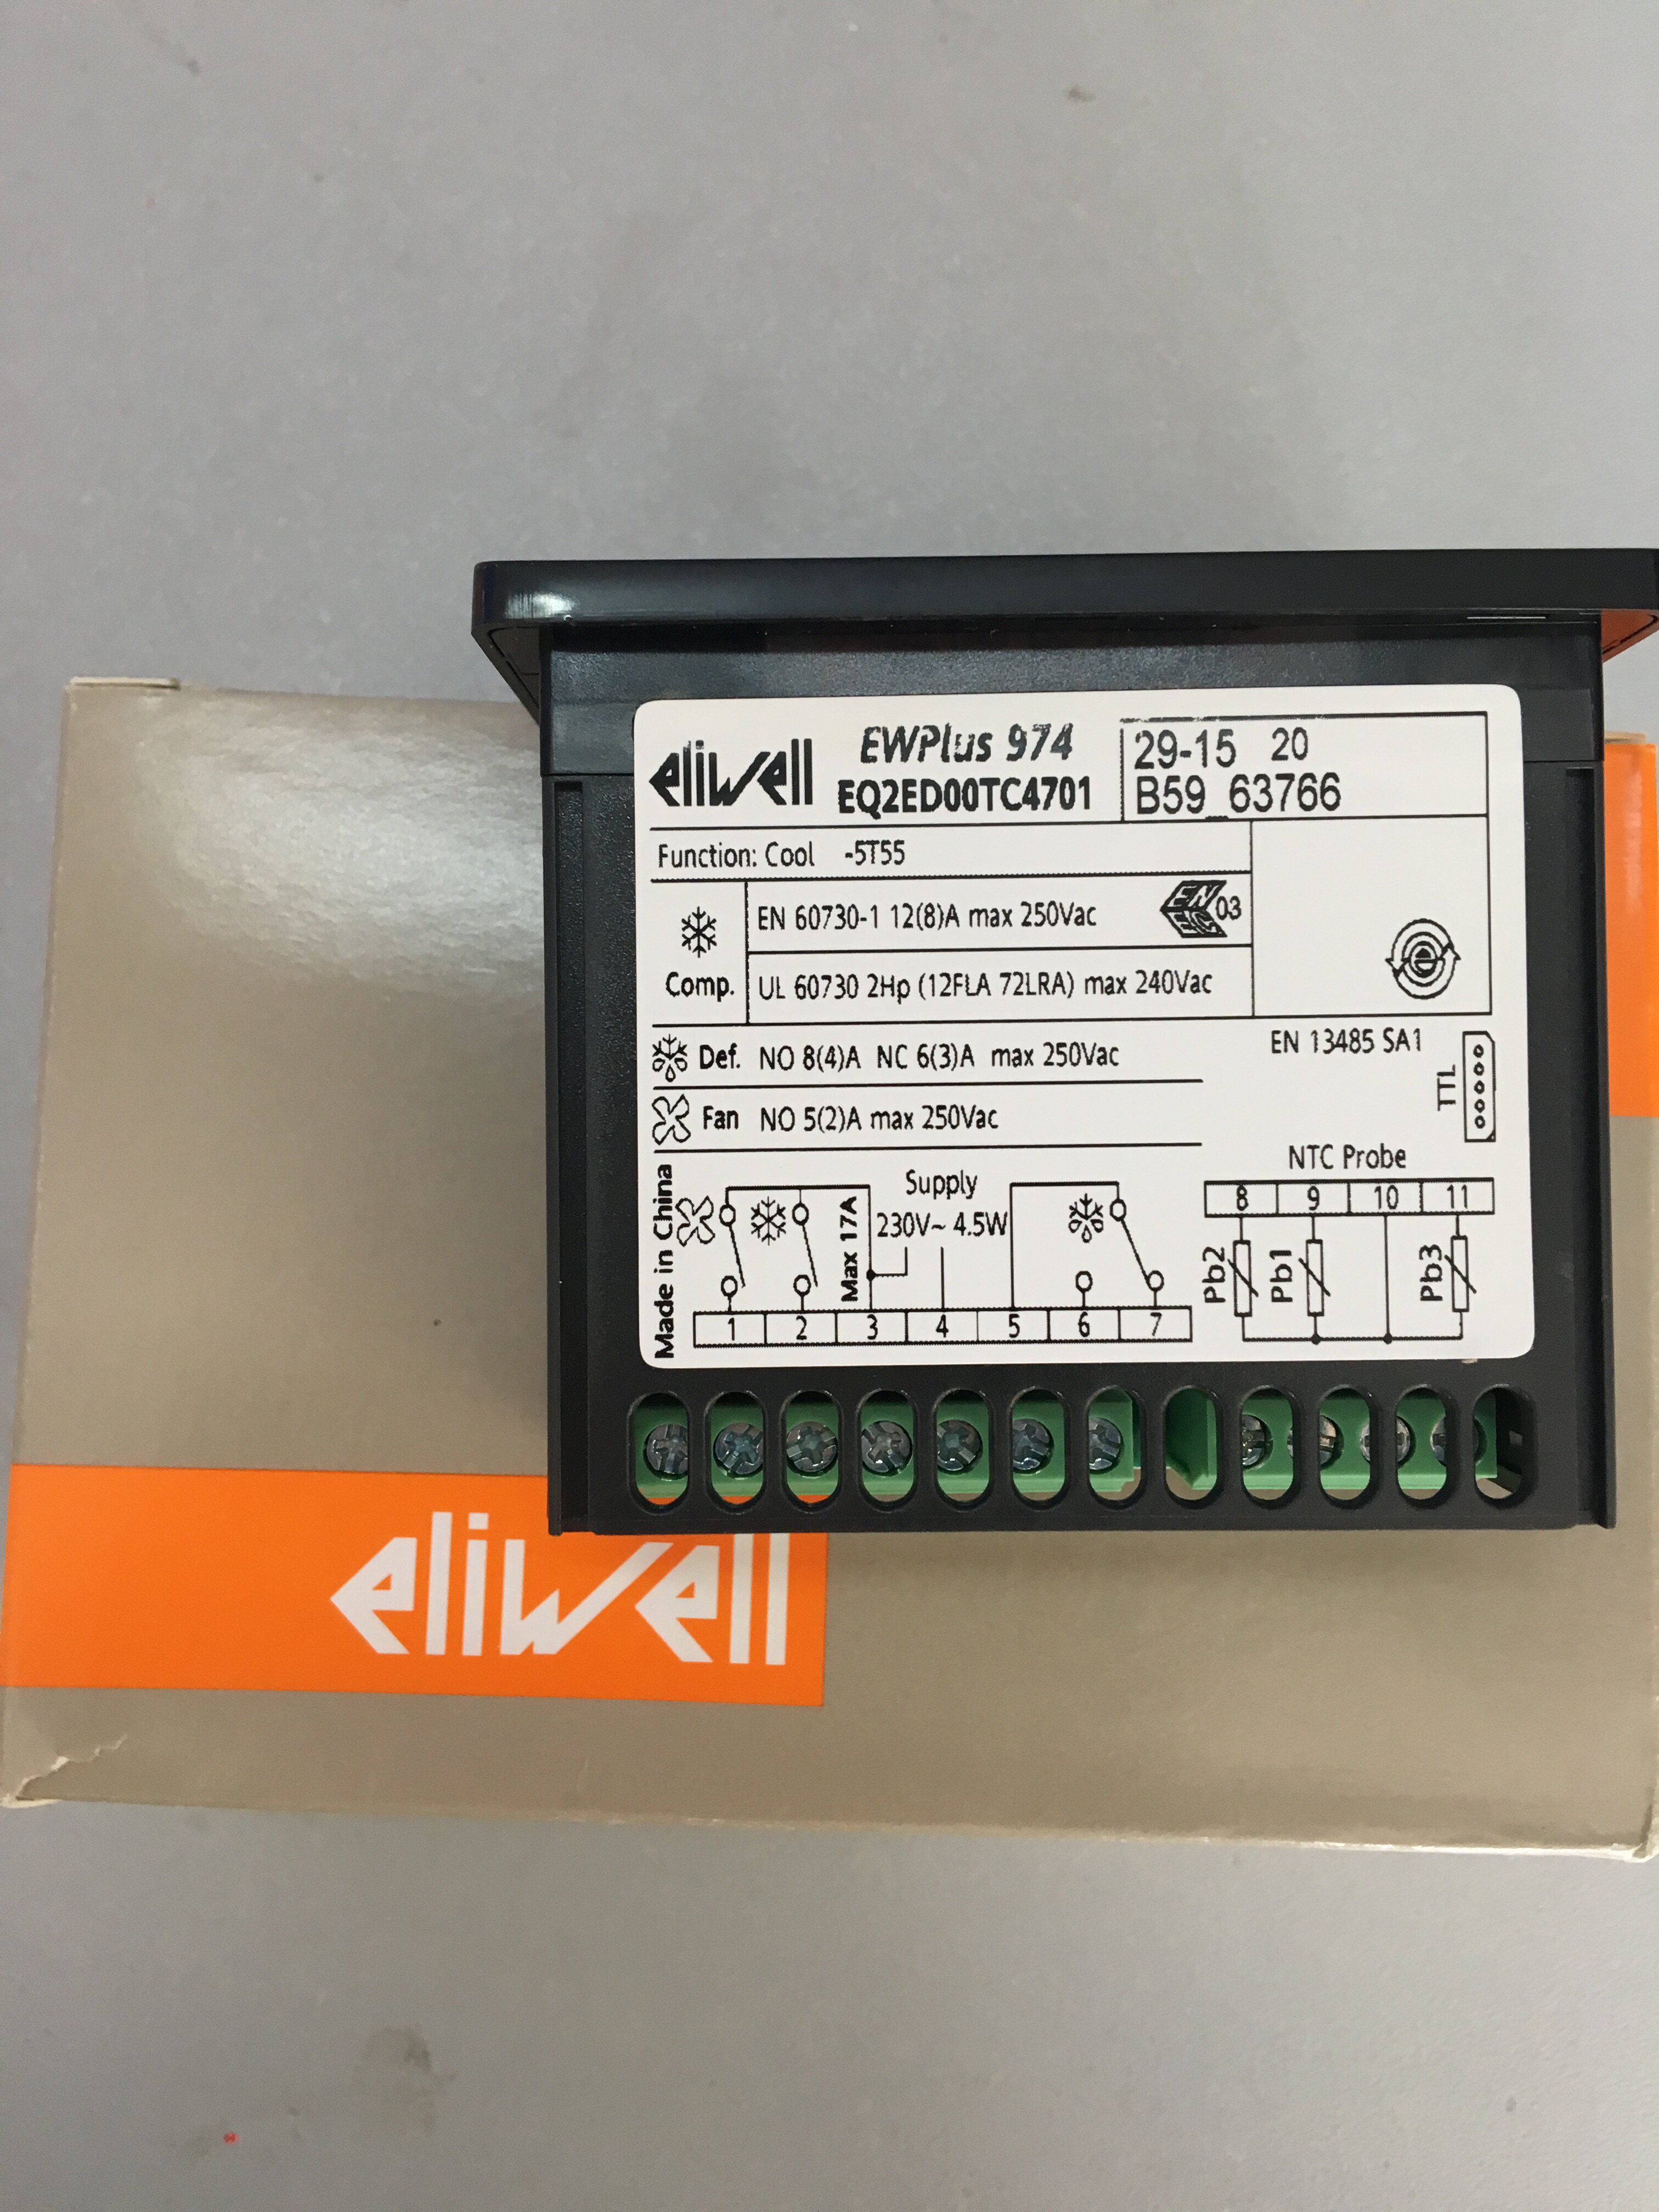 eliwell
EWPlus 974
EQ2ED00TC4701
29-15 20
B59_63766
Function: Cool -5T55
Comp.
EN 60730-1 12(8)A max 250Vac
03
UL 60730 2Hp (12FLA 72LRA) max 240Vac
Def. NO 8(4)A NC 6(3)A max 250Vac
EN 13485 SA1
TTL
Fan NO 5(2)A max 250Vac
Made in China
Max 17A
Supply
230V~ 4.5W
NTC Probe
8 9 10 11
Pb2 Pb1 Pb3
1 2 3 4 5 6 7
eliwell